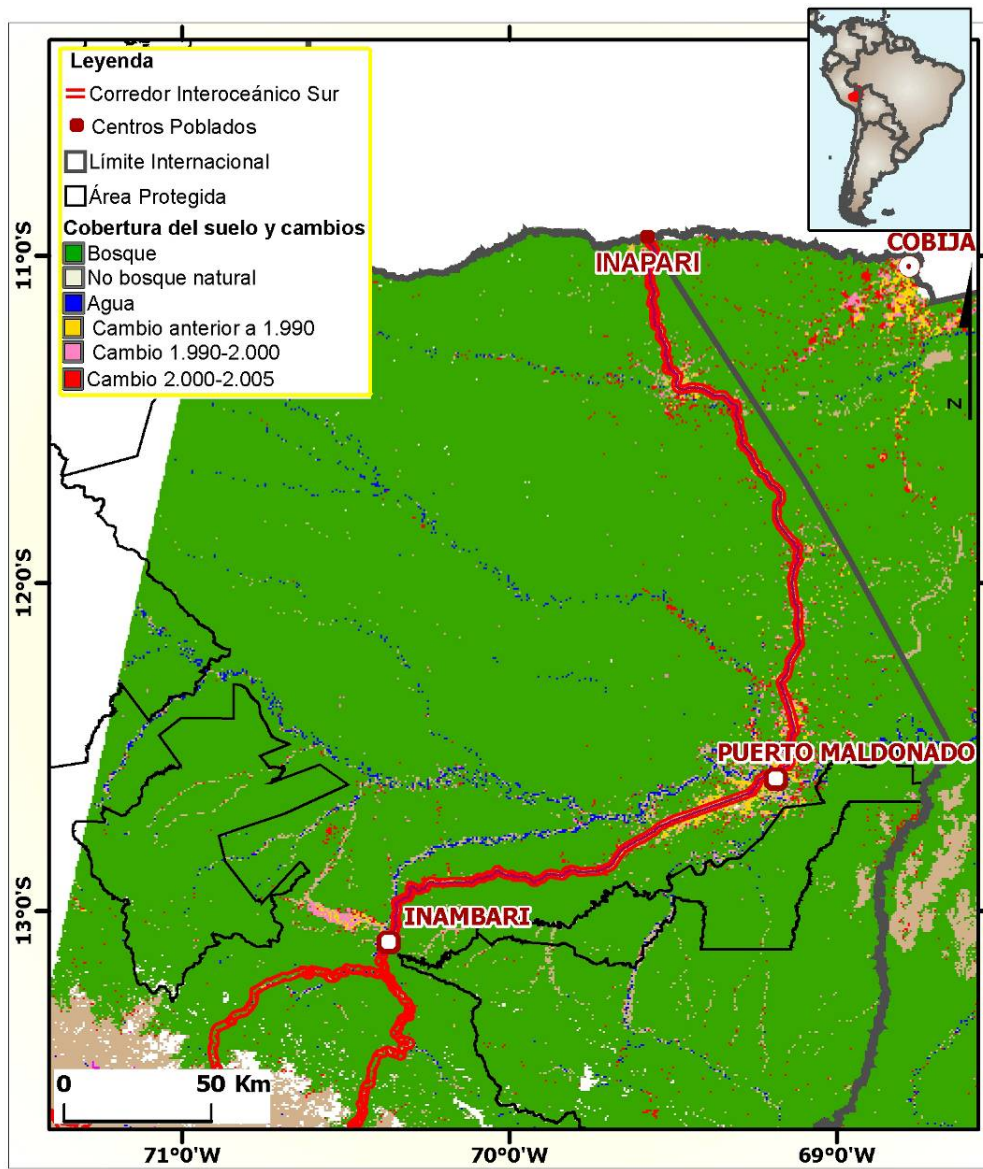 Leyenda
Corredor Interoceánico Sur
Centros Poblados
Límite Internacional
Área Protegida
Cobertura del suelo y cambios
Bosque
No bosque natural
Agua
Cambio anterior a 1.990
Cambio 1.990-2.000
Cambio 2.000-2.005
COBIJA
INAPARI
N
PUERTO MALDONADO
INAMBARI
0 50 Km
11°0'S
12°0'S
13°0'S
71°0'W 70°0'W 69°0'W